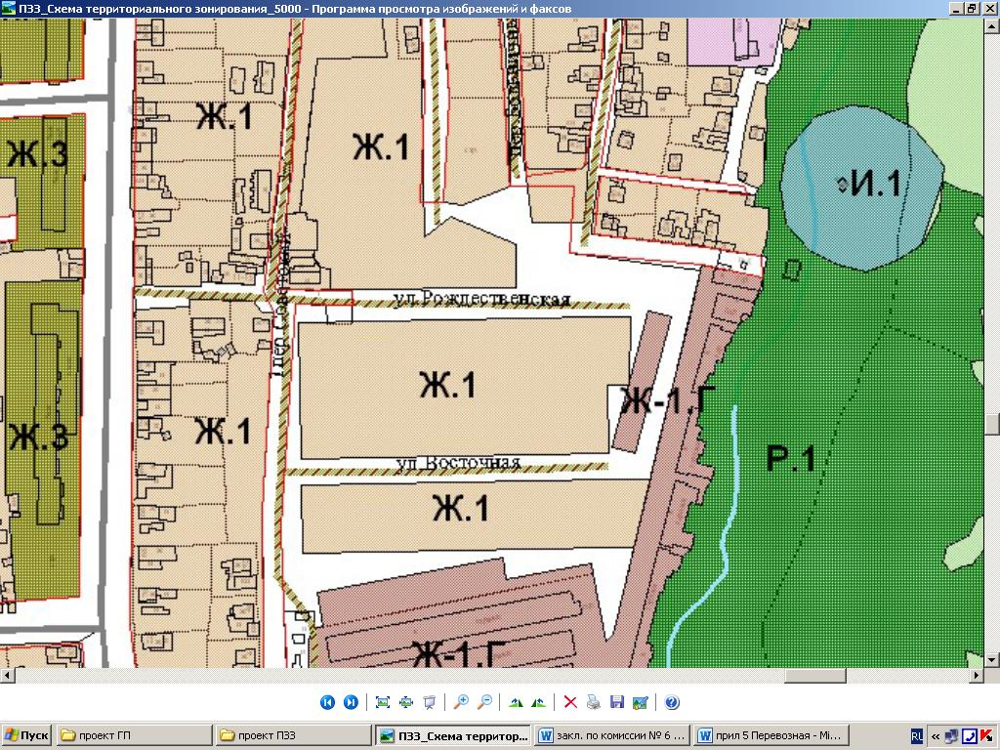 ПЗЗ_Схема территориального зонирования_5000 - Программа просмотра изображений и факсов
Ж.1
Ж.1
Ж.3
И.1
ул.Рождественская
Ж.1
Ж-1.Г
Ж.3
Ж.1
Р.1
ул.Восточная
Ж.1
Ж-1.Г
Пуск
проект ГП
проект ПЗЗ
ПЗЗ_Схема территор...
закл. по комиссии № 6 ...
прил 5 Перевозная - Mi...
RL